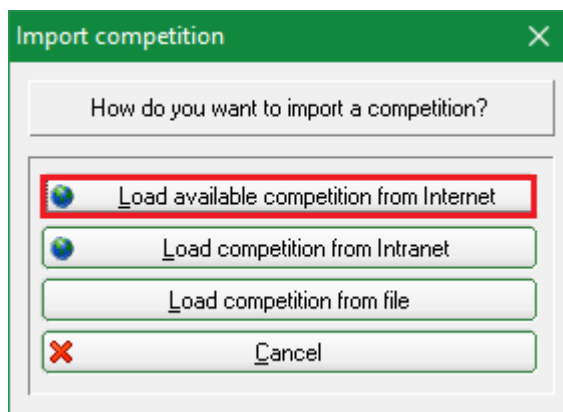 Import competition
How do you want to import a competition?
Load available competition from Internet
Load competition from Intranet
Load competition from file
Cancel